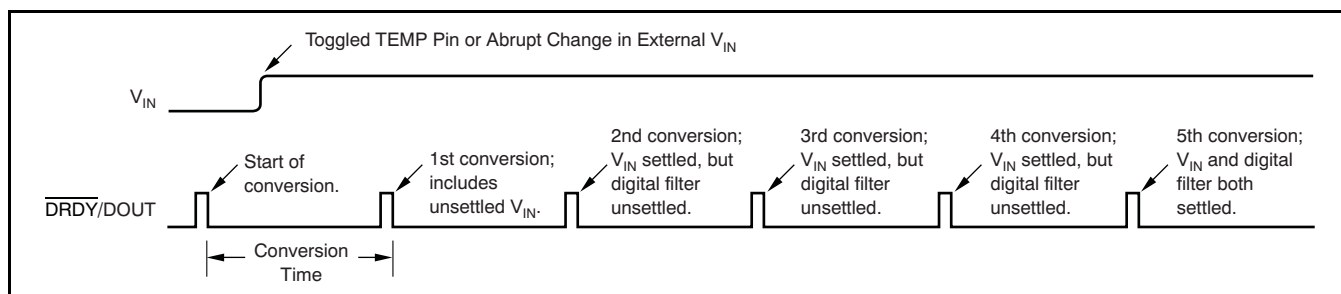 Toggled TEMP Pin or Abrupt Change in External V_IN
V_IN
Start of
conversion.
1st conversion;
includes
unsettled V_IN.
2nd conversion;
V_IN settled, but
digital filter
unsettled.
3rd conversion;
V_IN settled, but
digital filter
unsettled.
4th conversion;
V_IN settled, but
digital filter
unsettled.
5th conversion;
V_IN and digital
filter both
settled.
DRDY/DOUT
Conversion
Time